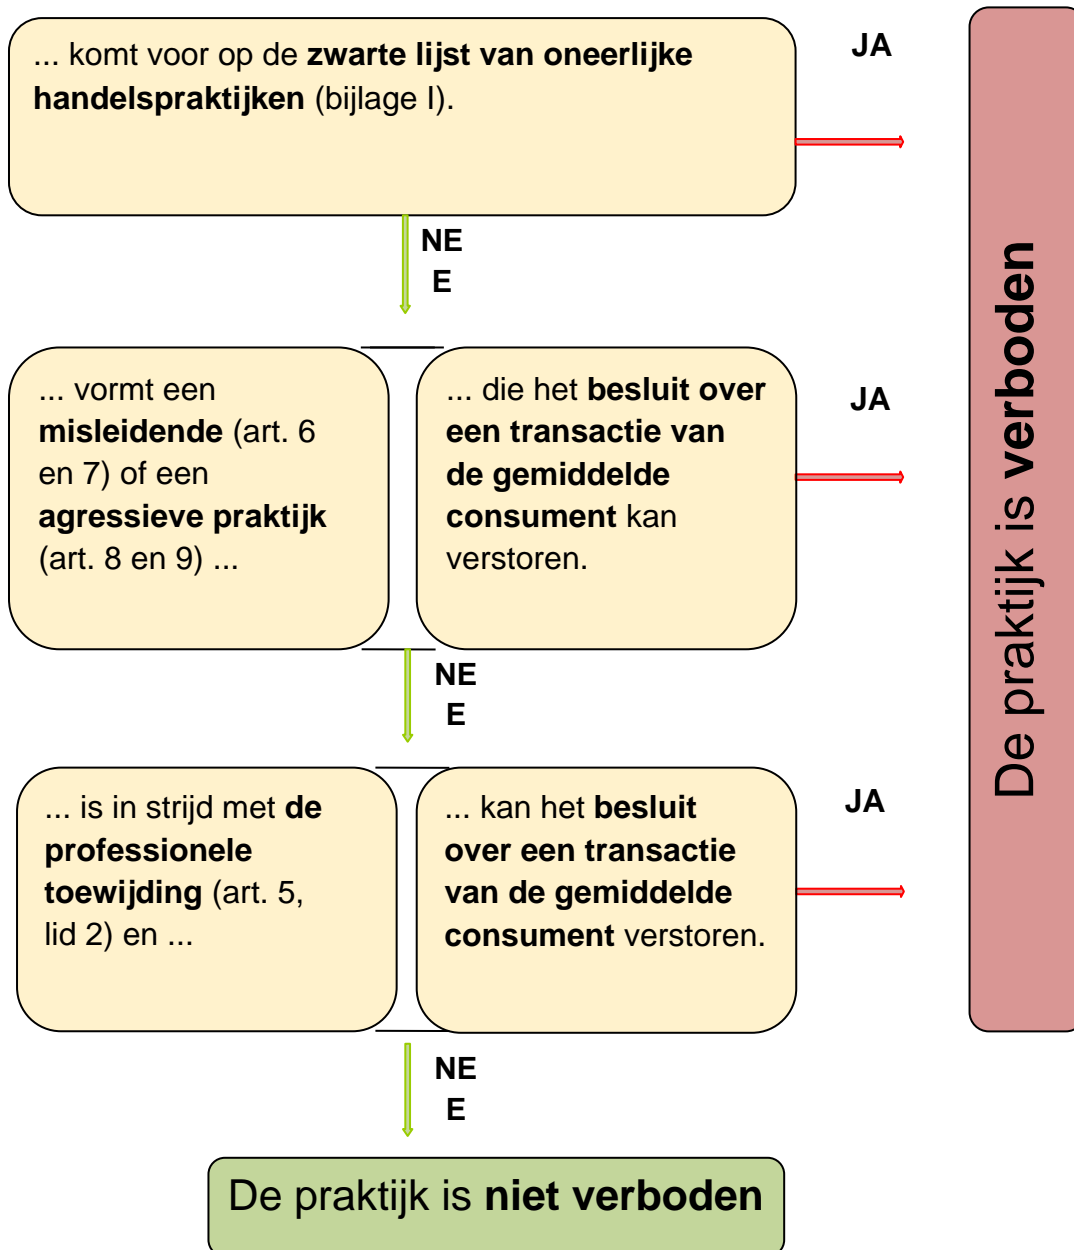 ... komt voor op de zwarte lijst van oneerlijke
handelspraktijken (bijlage I).
JA
NE
E
... vormt een
misleidende (art. 6
en 7) of een
agressieve praktijk
(art. 8 en 9) ...
... die het besluit over
een transactie van
de gemiddelde
consument kan
verstoren.
JA
NE
E
... is in strijd met de
professionele
toewijding (art. 5,
lid 2) en ...
... kan het besluit
over een transactie
van de gemiddelde
consument verstoren.
JA
NE
E
De praktijk is niet verboden
De praktijk is verboden